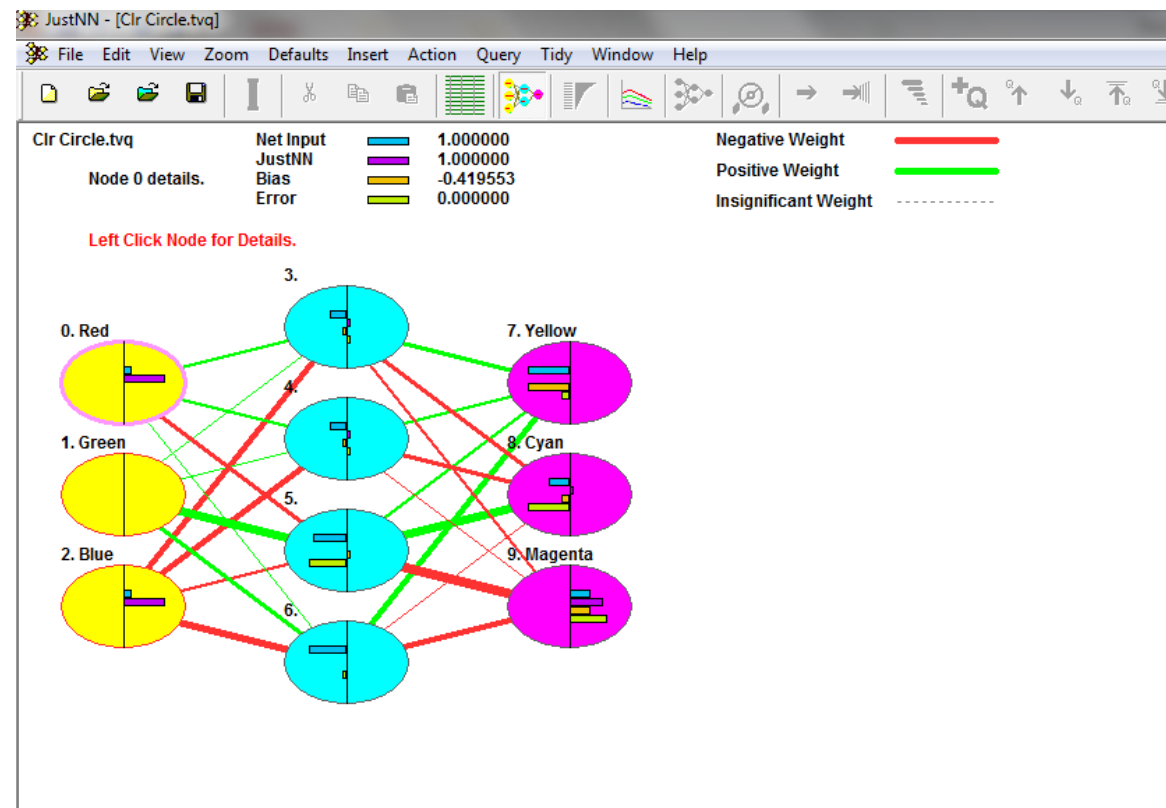 JustNN - [Clr Circle.tvq]
File Edit View Zoom Defaults Insert Action Query Tidy Window Help
Clr Circle.tvq Net Input 1.000000 Negative Weight
JustNN 1.000000
Node 0 details. Bias -0.419553 Positive Weight
Error 0.000000 Insignificant Weight
Left Click Node for Details.
3.
0. Red 7. Yellow
4.
1. Green 8. Cyan
5.
2. Blue 9. Magenta
6.